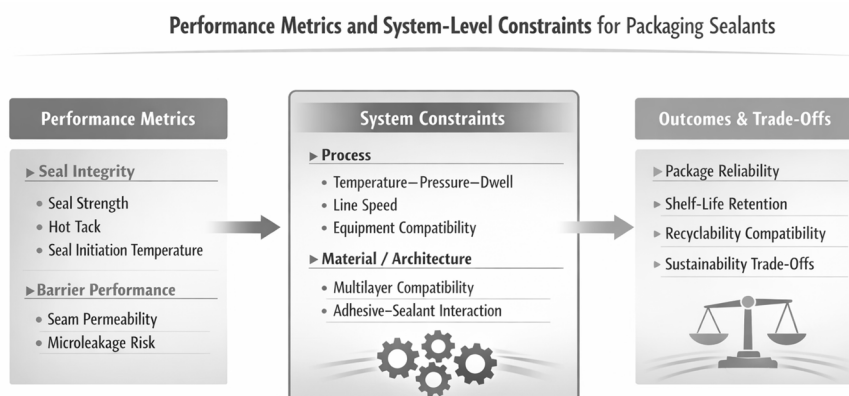 Performance Metrics and System-Level Constraints for Packaging Sealants
Performance Metrics
Seal Integrity
Seal Strength
Hot Tack
Seal Initiation Temperature
Barrier Performance
Seam Permeability
Microleakage Risk
System Constraints
Process
Temperature—Pressure—Dwell
Line Speed
Equipment Compatibility
Material / Architecture
Multilayer Compatibility
Adhesive–Sealant Interaction
Outcomes & Trade-Offs
Package Reliability
Shelf-Life Retention
Recyclability Compatibility
Sustainability Trade-Offs